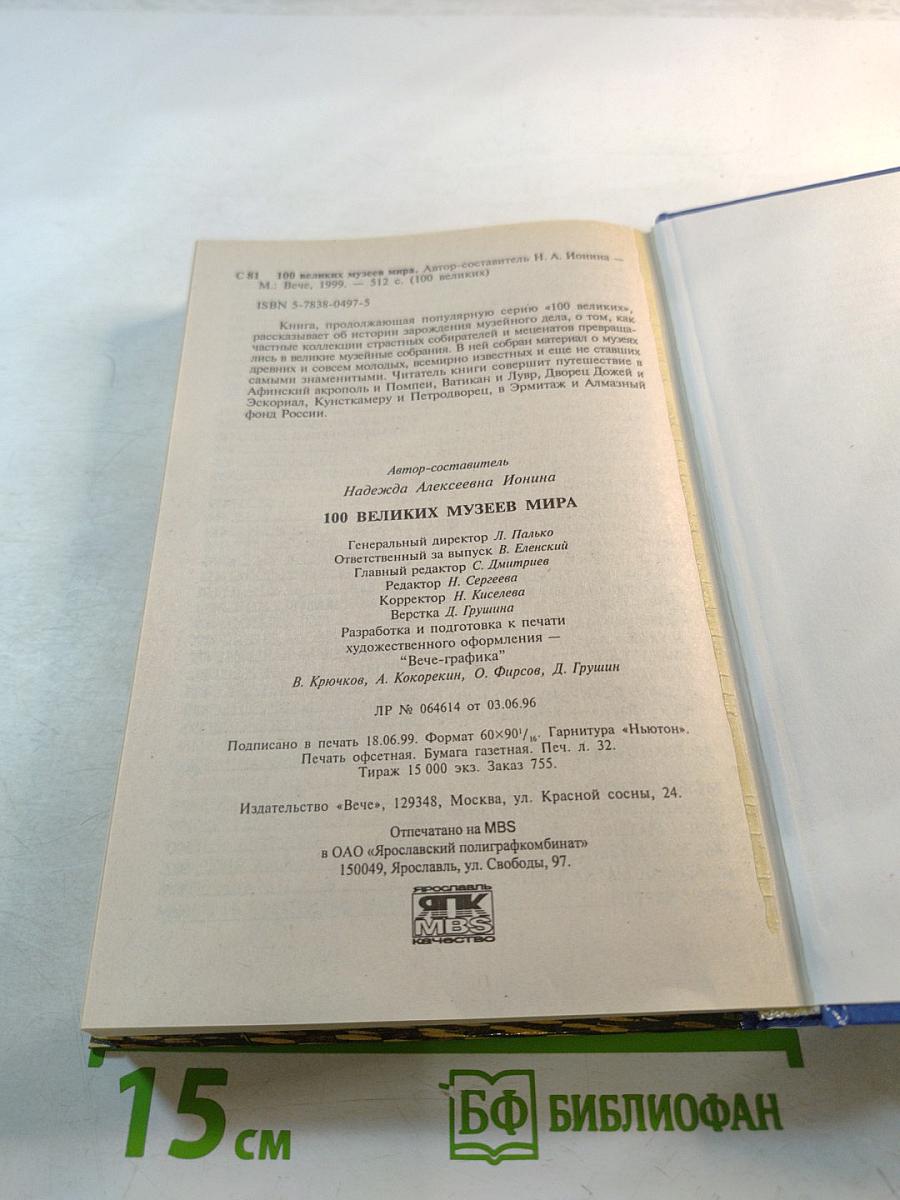 С 81 100 великих музеев мира. Автор-составитель Н. А. Ионина —
М.: Вече, 1999. — 512 с. (100 великих)
ISBN 5-7838-0497-5
Книга, продолжающая популярную серию «100 великих»,
рассказывает об истории зарождения музейного дела, о том, как
частные коллекции страстных собирателей и меценатов превраща-
лись в великие музейные собрания. В ней собран материал о музеях
древних и совсем молодых, всемирно известных и еще не ставших
самыми знаменитыми. Читатель книги совершит путешествие в
Афинский акрополь и Помпеи, Ватикан и Лувр, Дворец Дожей и
Эскориал, Кунсткамеру и Петродворец, в Эрмитаж и Алмазный
фонд России.
Автор-составитель
Надежда Алексеевна Ионина
100 ВЕЛИКИХ МУЗЕЕВ МИРА
Генеральный директор Л. Палько
Ответственный за выпуск В. Еленский
Главный редактор С. Дмитриев
Редактор Н. Сергеева
Корректор Н. Киселева
Верстка Д. Грушина
Разработка и подготовка к печати
художественного оформления —
“Вече-графика”
В. Крючков, А. Кокорекин, О. Фирсов, Д. Грушин
ЛР № 064614 от 03.06.96
Подписано в печать 18.06.99. Формат 60×90¹/₁₆. Гарнитура «Ньютон».
Печать офсетная. Бумага газетная. Печ. л. 32.
Тираж 15 000 экз. Заказ 755.
Издательство «Вече», 129348, Москва, ул. Красной сосны, 24.
Отпечатано на MBS
в ОАО «Ярославский полиграфкомбинат»
150049, Ярославль, ул. Свободы, 97.
ЯРОСЛАВЛЬ
ЯПК
MBS
КАЧЕСТВО
15 см
БФ БИБЛИОФАН